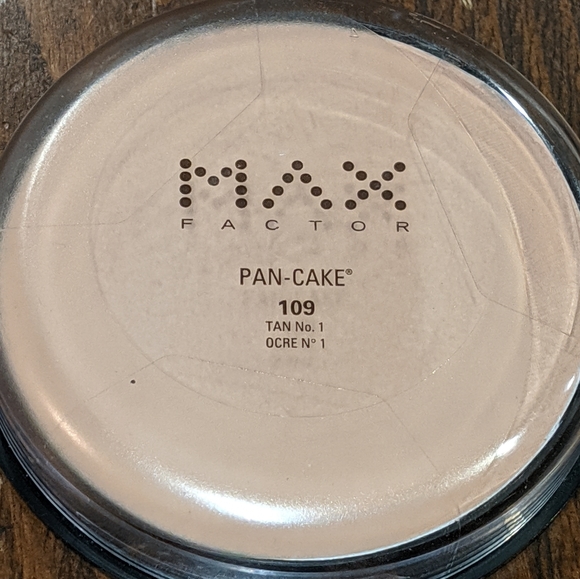 MAX
FACTOR
PAN-CAKE®
109
TAN No. 1
OCRE N° 1